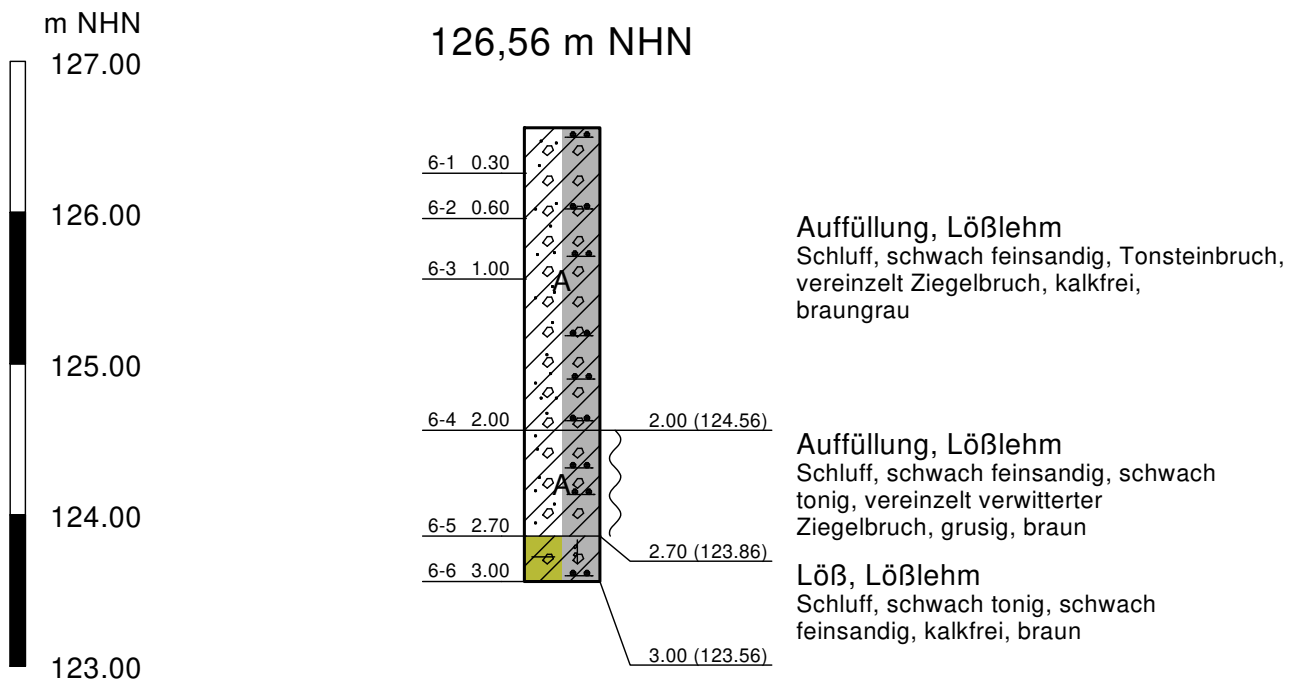 m NHN
126,56 m NHN
127.00
126.00
125.00
124.00
123.00
6-1 0.30
6-2 0.60
6-3 1.00
6-4 2.00
6-5 2.70
6-6 3.00
A
A
2.00 (124.56)
2.70 (123.86)
3.00 (123.56)
Auffüllung, Lößlehm
Schluff, schwach feinsandig, Tonsteinbruch,
vereinzelt Ziegelbruch, kalkfrei,
braungrau
Auffüllung, Lößlehm
Schluff, schwach feinsandig, schwach
tonig, vereinzelt verwitterter
Ziegelbruch, grusig, braun
Löß, Lößlehm
Schluff, schwach tonig, schwach
feinsandig, kalkfrei, braun